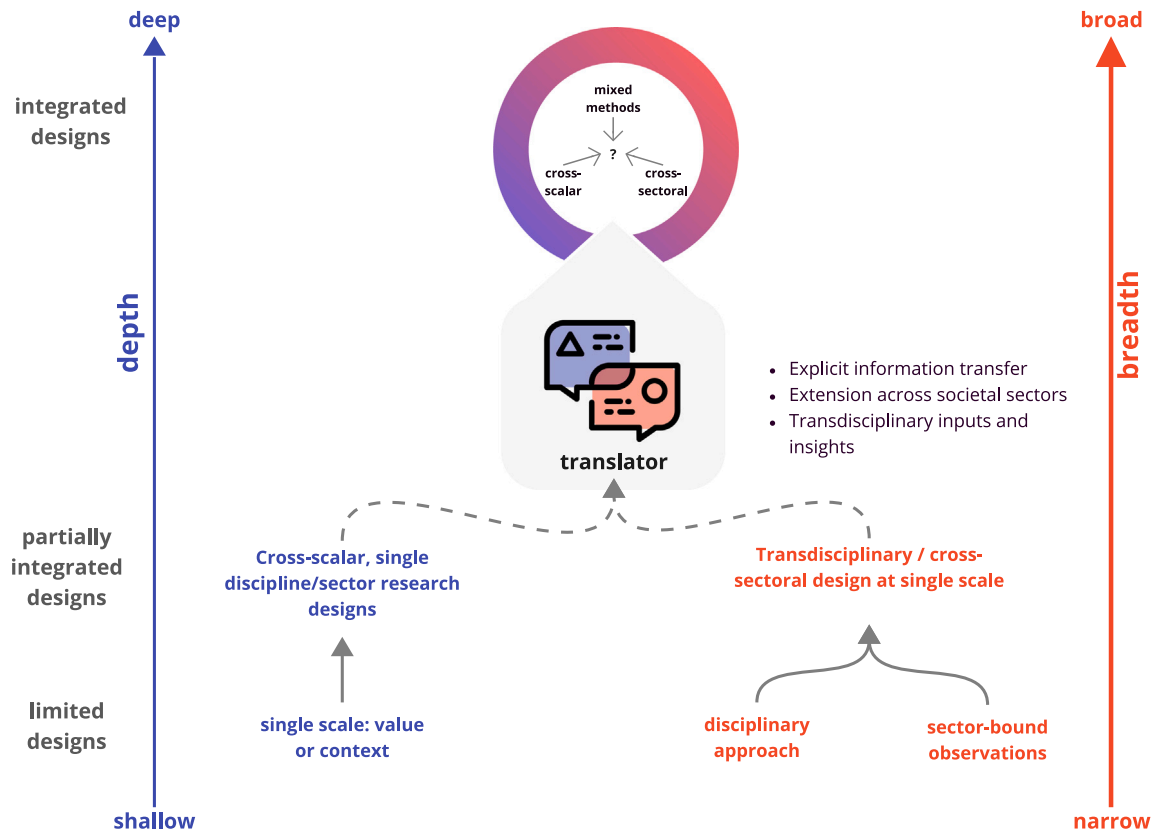 deep
broad
integrated
designs
mixed
methods
?
cross-
scalar
cross-
sectoral
depth
breadth
• Explicit information transfer
• Extension across societal sectors
• Transdisciplinary inputs and
insights
translator
partially
integrated
designs
Cross-scalar, single
discipline/sector research
designs
Transdisciplinary / cross-
sectoral design at single scale
limited
designs
single scale: value
or context
disciplinary
approach
sector-bound
observations
shallow
narrow